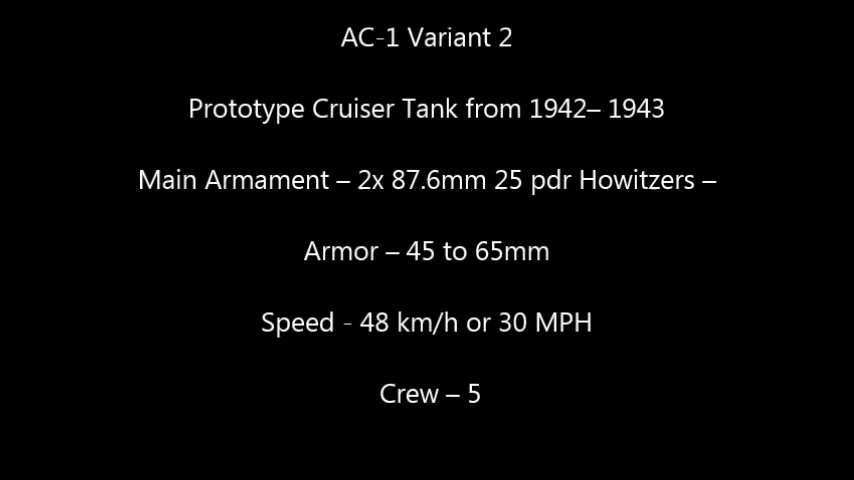 AC-1 Variant 2
Prototype Cruiser Tank from 1942– 1943
Main Armament – 2x 87.6mm 25 pdr Howitzers –
Armor – 45 to 65mm
Speed - 48 km/h or 30 MPH
Crew – 5